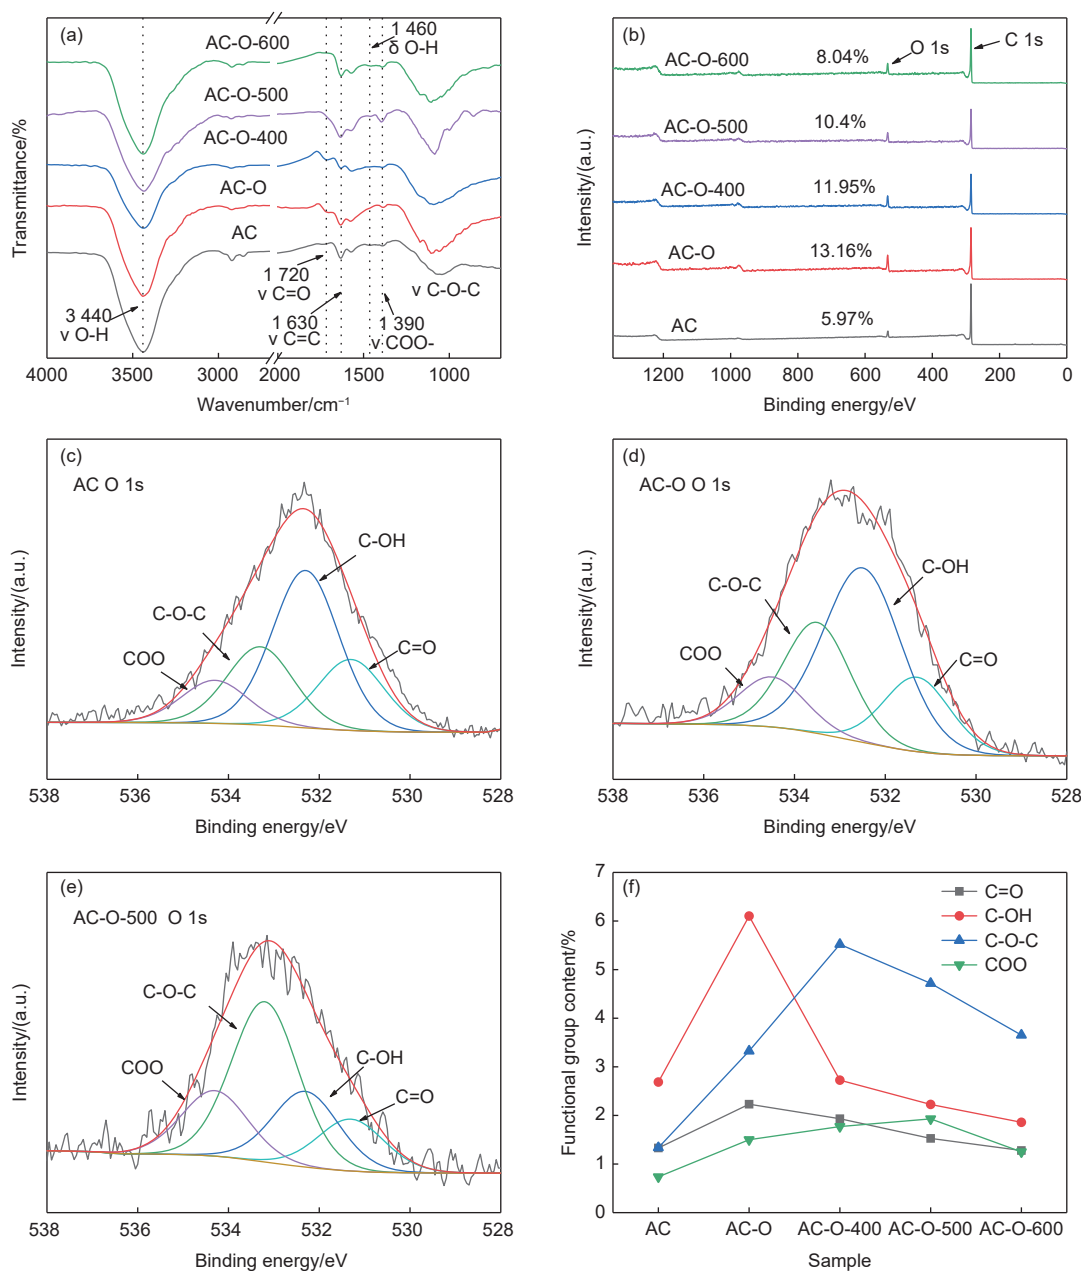 (a)
1 460
δ O-H
AC-O-600
AC-O-500
AC-O-400
AC-O
AC
1 720
ν C=O
ν C-O-C
3 440
ν O-H
1 630
ν C=C
1 390
ν COO-
Transmittance/%
4000 3500 3000 2000 1500 1000
Wavenumber/cm⁻¹
(b)
C 1s
O 1s
AC-O-600 8.04%
AC-O-500 10.4%
AC-O-400 11.95%
AC-O 13.16%
AC 5.97%
Intensity/(a.u.)
1200 1000 800 600 400 200 0
Binding energy/eV
(c)
AC O 1s
C-OH
C-O-C
COO
C=O
Intensity/(a.u.)
538 536 534 532 530 528
Binding energy/eV
(d)
AC-O O 1s
C-OH
C-O-C
COO
C=O
Intensity/(a.u.)
538 536 534 532 530 528
Binding energy/eV
(e)
AC-O-500 O 1s
C-O-C
C-OH
COO
C=O
Intensity/(a.u.)
538 536 534 532 530 528
Binding energy/eV
(f)
C=O
C-OH
C-O-C
COO
7
6
5
4
3
2
1
0
Functional group content/%
AC AC-O AC-O-400 AC-O-500 AC-O-600
Sample